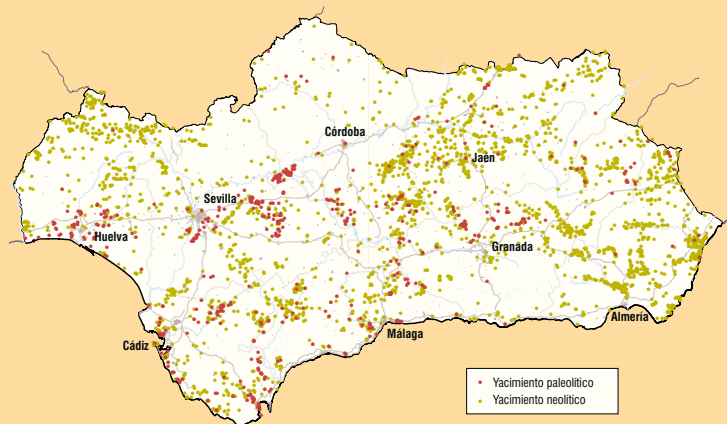 Córdoba
Jaén
Sevilla
Huelva
Granada
Almería
Málaga
Cádiz
Yacimiento paleolítico
Yacimiento neolítico